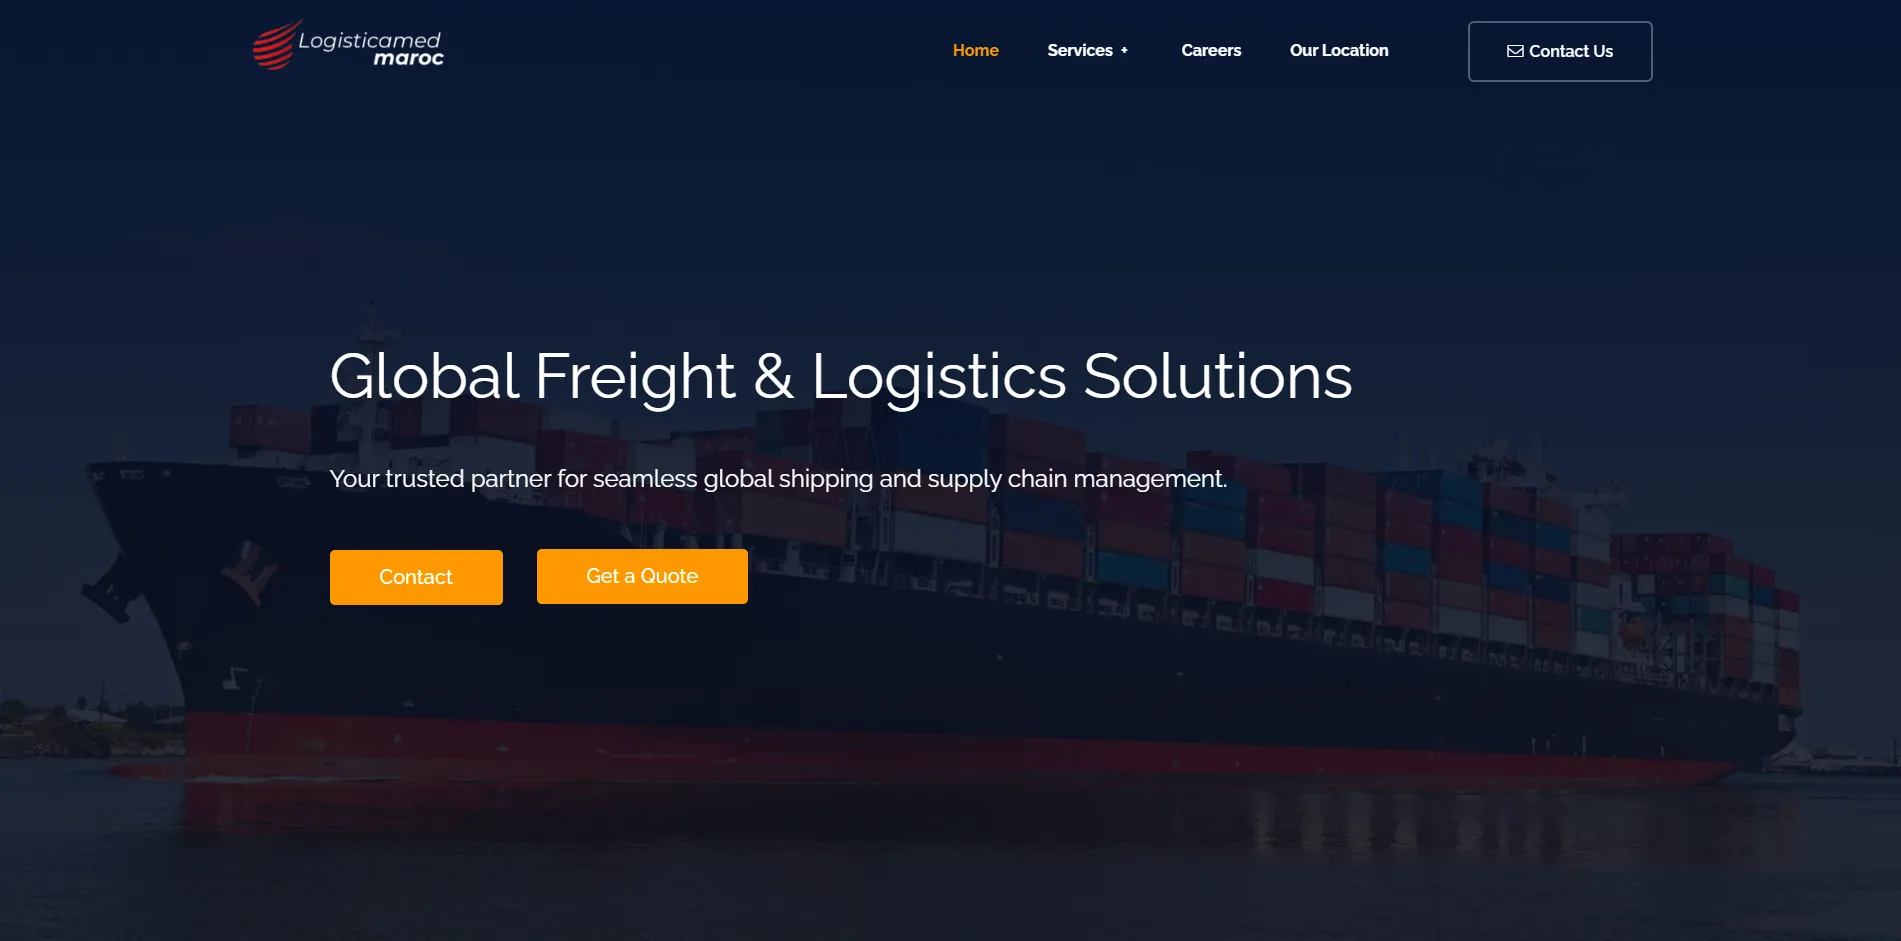 Logisticamed
maroc
Home
Services +
Careers
Our Location
Contact Us
Global Freight & Logistics Solutions
Your trusted partner for seamless global shipping and supply chain management.
Contact
Get a Quote